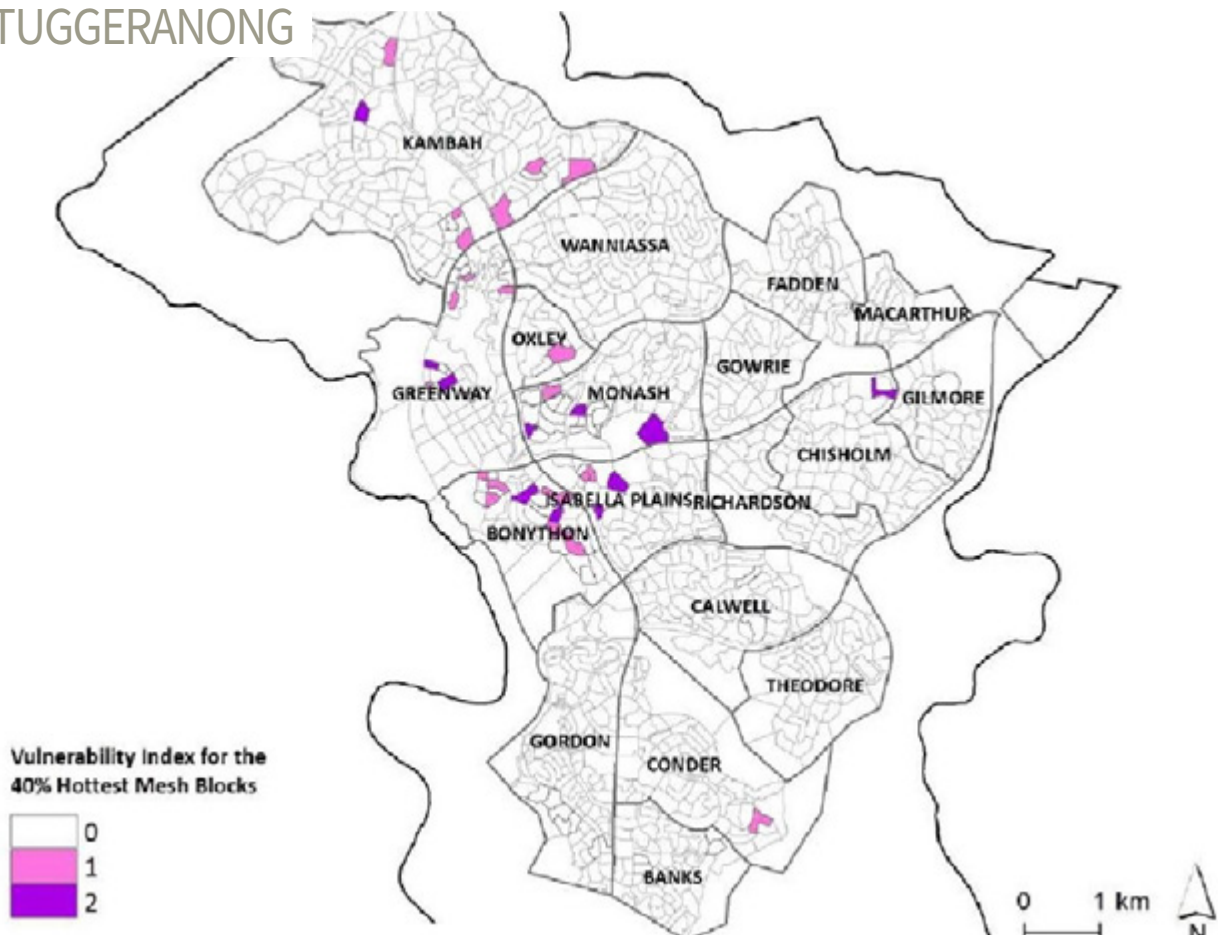 TUGGERANONG
KAMBAH
WANNIASSA
FADDEN
MACARTHUR
OXLEY
GOWRIE
GREENWAY
MONASH
GILMORE
CHISHOLM
ISABELLA PLAINS
RICHARDSON
BONYTHON
CALWELL
THEODORE
GORDON
CONDER
BANKS
Vulnerability Index for the
40% Hottest Mesh Blocks
0
1
2
0 1 km
N